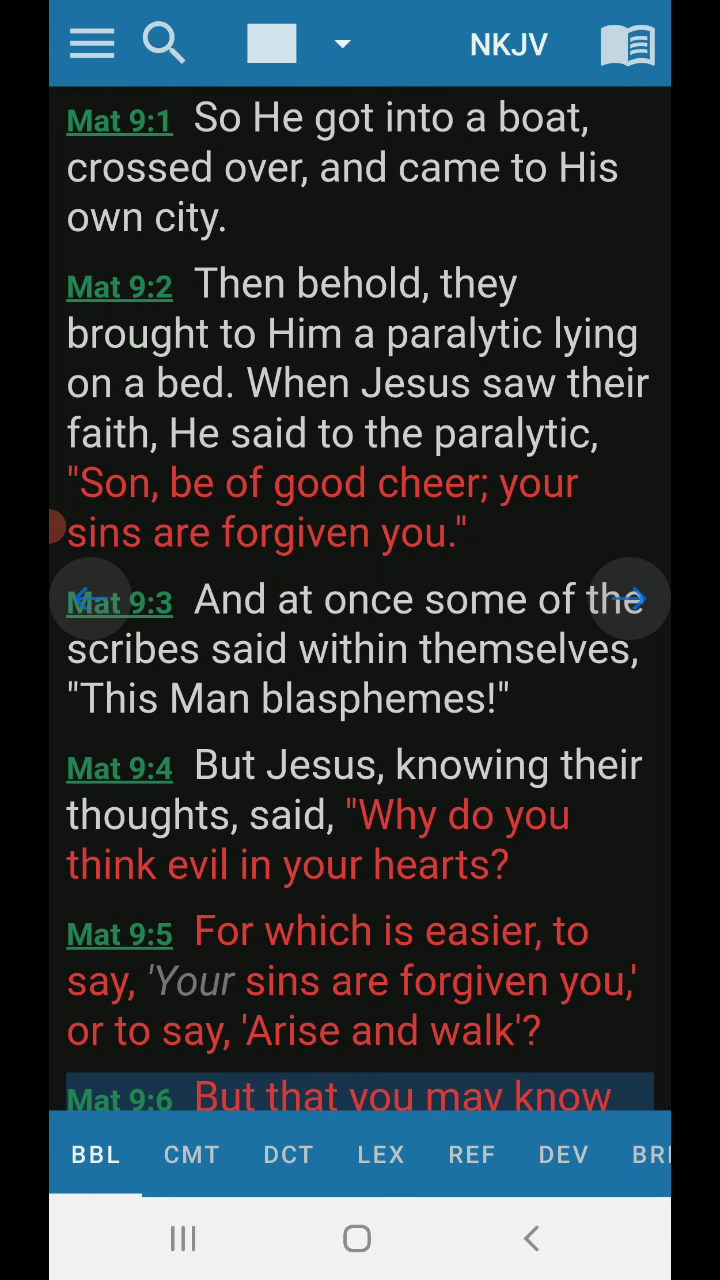 NKJV
Mat 9:1 So He got into a boat,
crossed over, and came to His
own city.
Mat 9:2 Then behold, they
brought to Him a paralytic lying
on a bed. When Jesus saw their
faith, He said to the paralytic,
"Son, be of good cheer; your
sins are forgiven you."
Mat 9:3 And at once some of the
scribes said within themselves,
"This Man blasphemes!"
Mat 9:4 But Jesus, knowing their
thoughts, said, "Why do you
think evil in your hearts?
Mat 9:5 For which is easier, to
say, 'Your sins are forgiven you,'
or to say, 'Arise and walk'?
Mat 9:6 But that you may know
BBL CMT DCT LEX REF DEV BRI